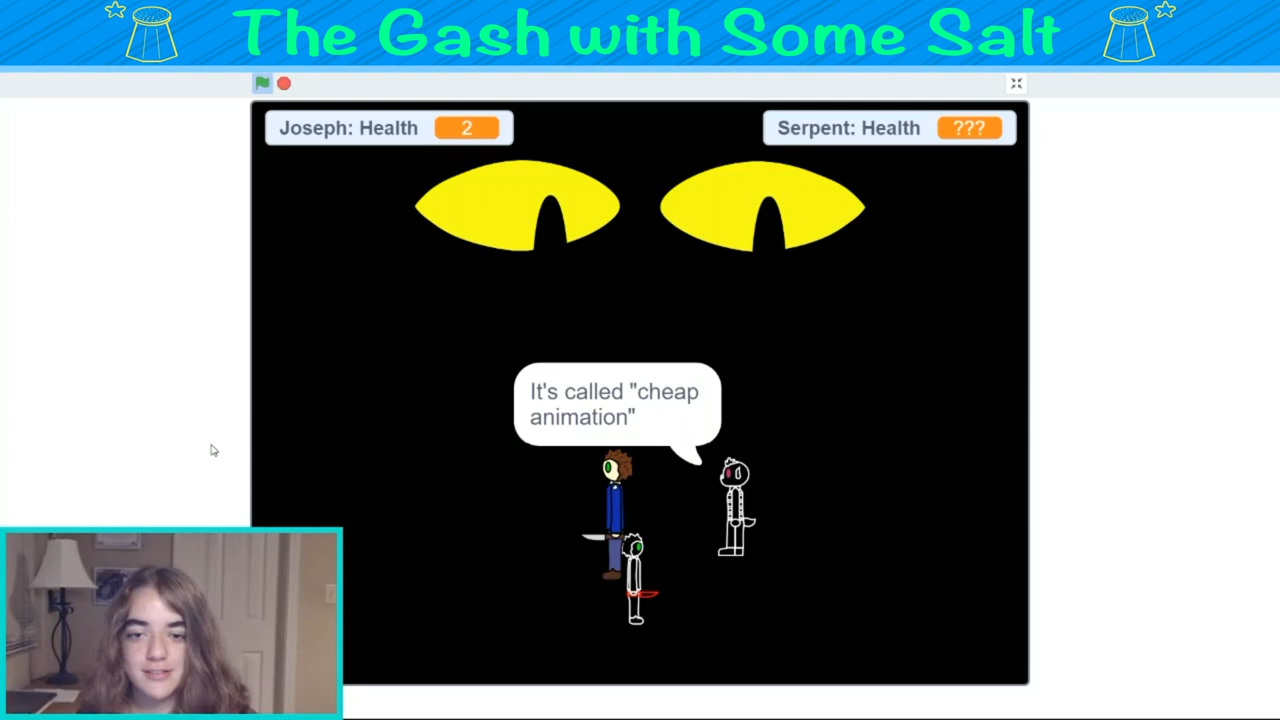 The Gash with Some Salt
Joseph: Health 2
Serpent: Health ???
It's called "cheap
animation"